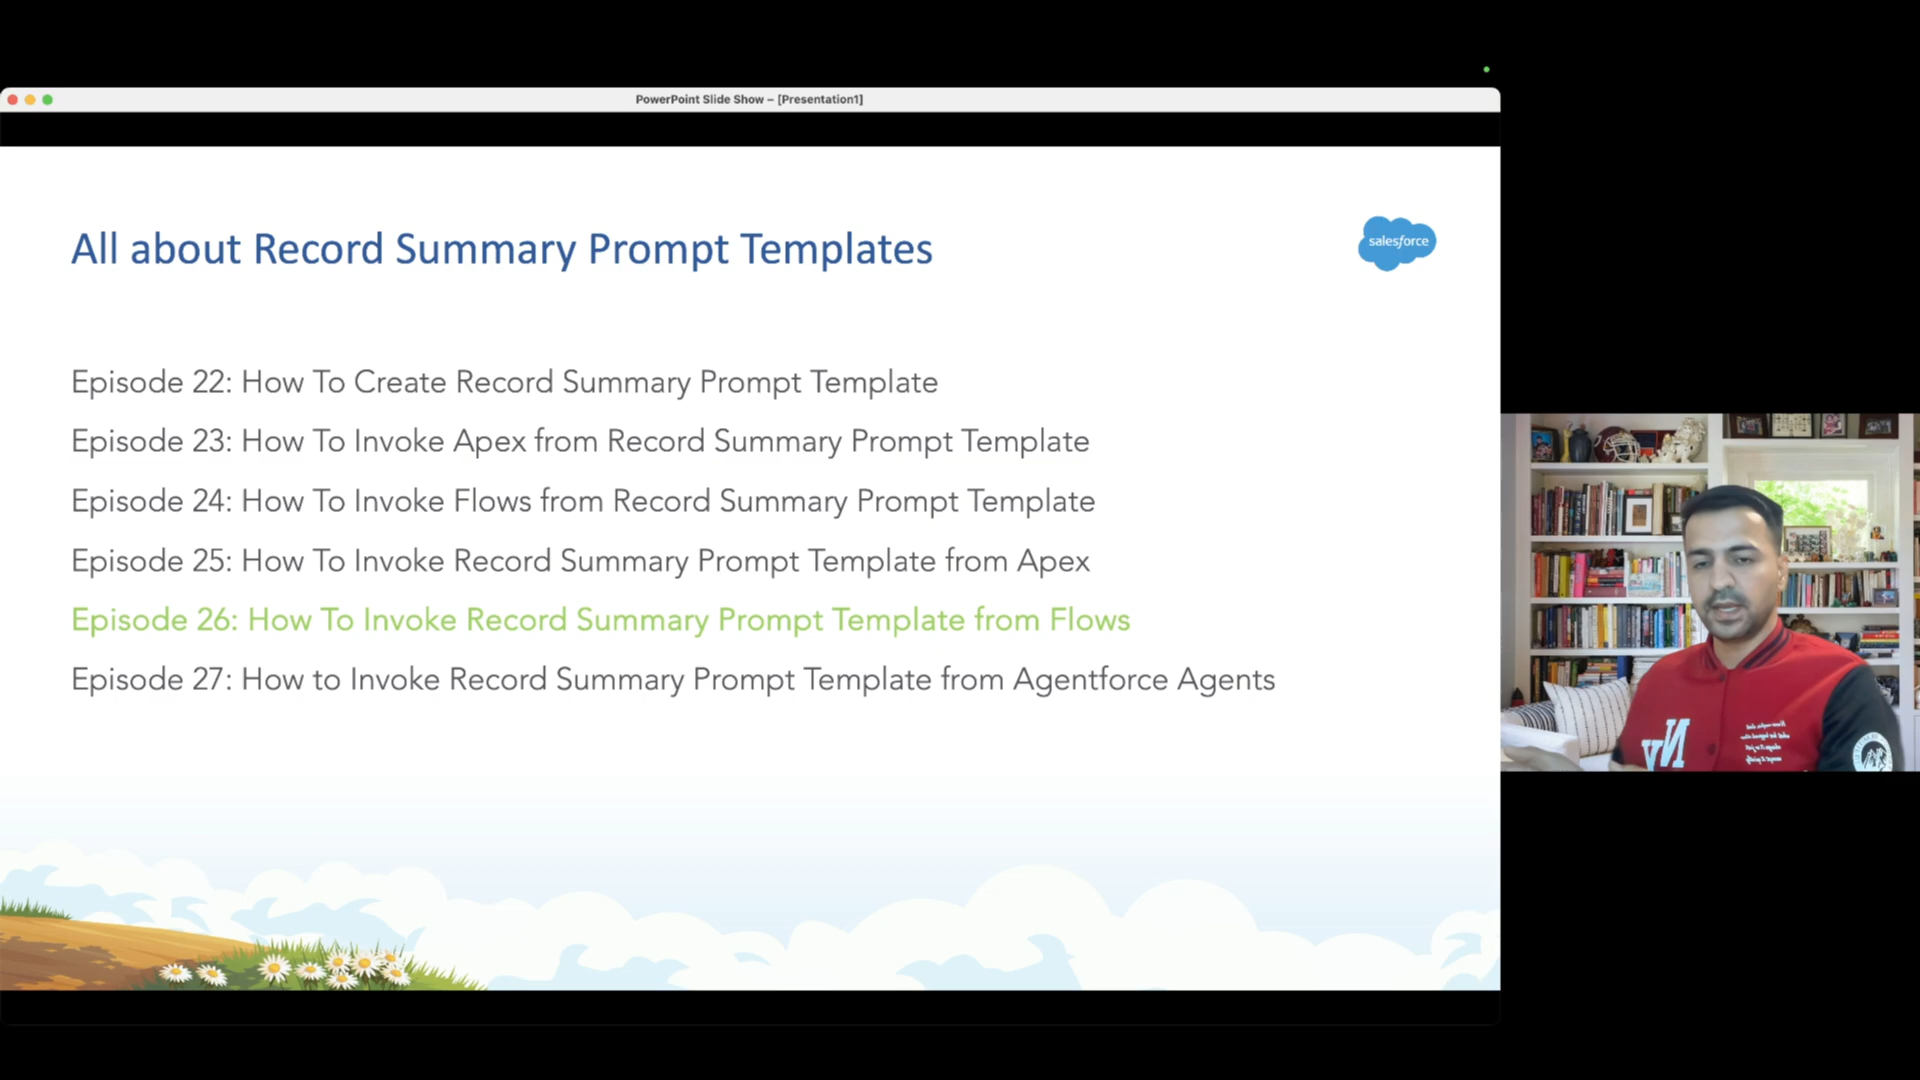 PowerPoint Slide Show – [Presentation1]
All about Record Summary Prompt Templates
salesforce
Episode 22: How To Create Record Summary Prompt Template
Episode 23: How To Invoke Apex from Record Summary Prompt Template
Episode 24: How To Invoke Flows from Record Summary Prompt Template
Episode 25: How To Invoke Record Summary Prompt Template from Apex
Episode 26: How To Invoke Record Summary Prompt Template from Flows
Episode 27: How to Invoke Record Summary Prompt Template from Agentforce Agents